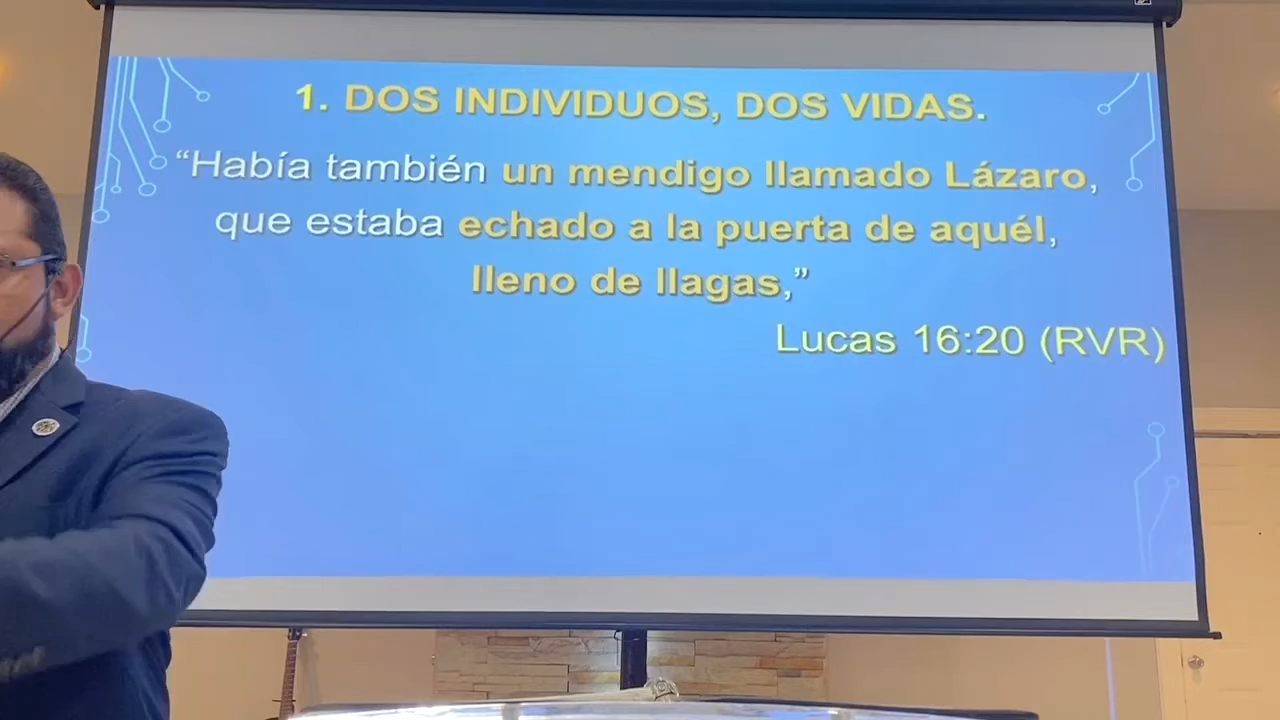 1. DOS INDIVIDUOS, DOS VIDAS.
“Había también un mendigo llamado Lázaro,
que estaba echado a la puerta de aquél,
lleno de llagas,”
Lucas 16:20 (RVR)